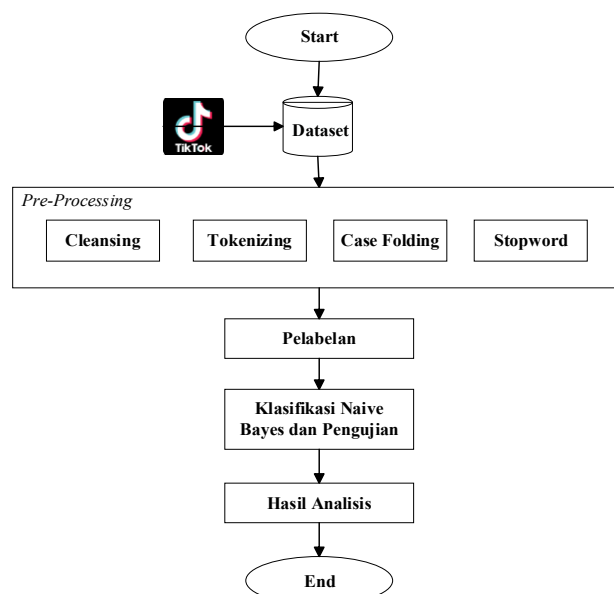 Start
TikTok
Dataset
Pre-Processing
Cleansing
Tokenizing
Case Folding
Stopword
Pelabelan
Klasifikasi Naive
Bayes dan Pengujian
Hasil Analisis
End